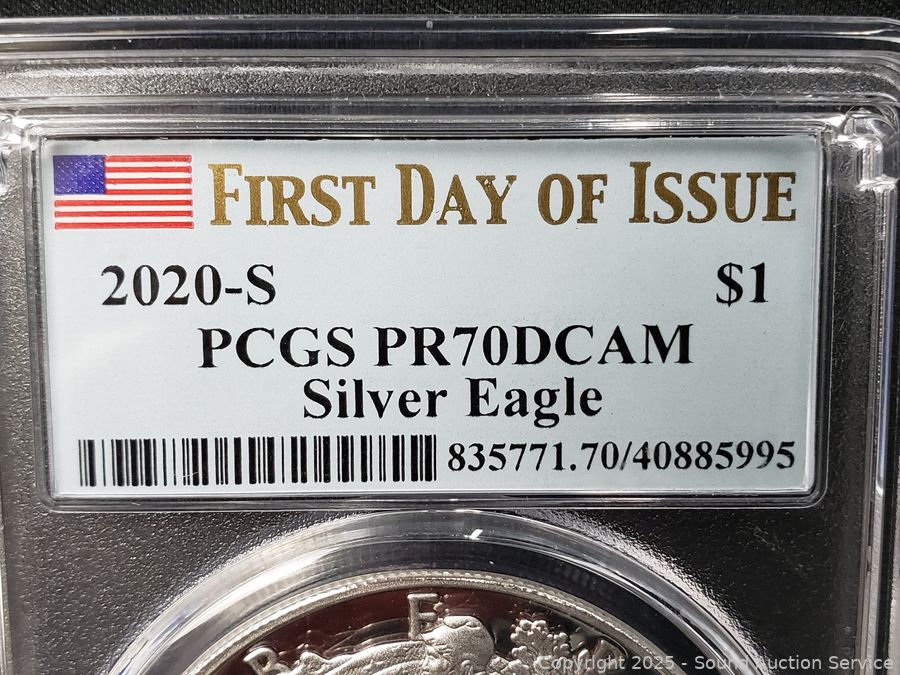 FIRST DAY OF ISSUE
2020-S $1
PCGS PR70DCAM
Silver Eagle
835771.70/40885995
E
Copyright 2025 - Sound Auction Service